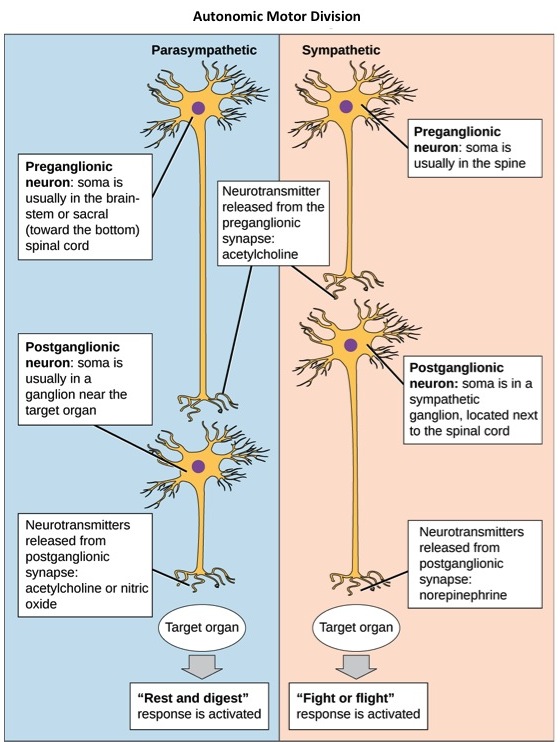 Autonomic Motor Division
Parasympathetic
Sympathetic
Preganglionic
neuron: soma is
usually in the spine
Preganglionic
neuron: soma is
usually in the brain-
stem or sacral
(toward the bottom)
spinal cord
Neurotransmitter
released from the
preganglionic
synapse:
acetylcholine
Postganglionic
neuron: soma is
usually in a
ganglion near the
target organ
Postganglionic
neuron: soma is in a
sympathetic
ganglion, located next
to the spinal cord
Neurotransmitters
released from
postganglionic
synapse:
acetylcholine or nitric
oxide
Neurotransmitters
released from
postganglionic
synapse:
norepinephrine
Target organ
Target organ
“Rest and digest”
response is activated
“Fight or flight”
response is activated